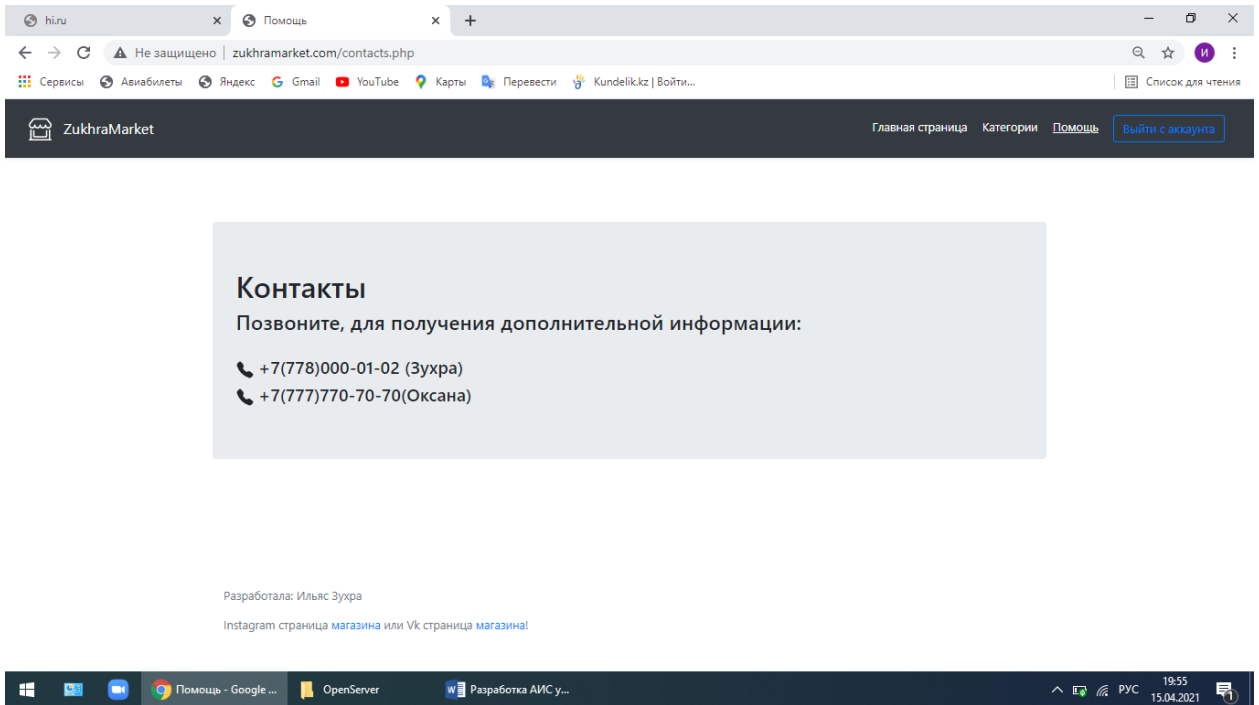 hi.ru
Помощь
Не защищено | zukhramarket.com/contacts.php
И
Сервисы Авиабилеты Яндекс G Gmail YouTube Карты Перевести Kundelik.kz | Войти... Список для чтения
ZukhraMarket
Главная страница Категории Помощь Выйти с аккаунта
Контакты
Позвоните, для получения дополнительной информации:
+7(778)000-01-02 (Зухра)
+7(777)770-70-70(Оксана)
Разработала: Ильяс Зухра
Instagram страница магазина или Vk страница магазина!
Помощь - Google ... OpenServer Разработка АИС у... РУС 19:55
15.04.2021
1